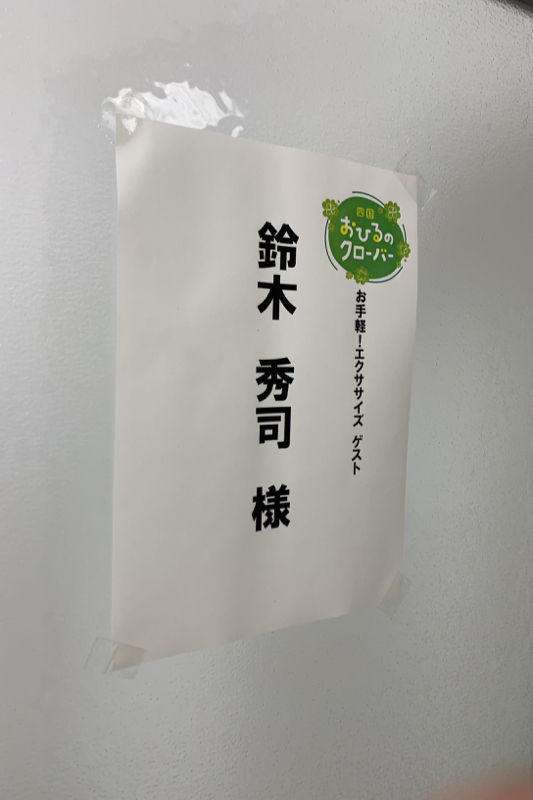 四国
おひるの
クローバー
お手軽！エクササイズ ゲスト
鈴木 秀司 様